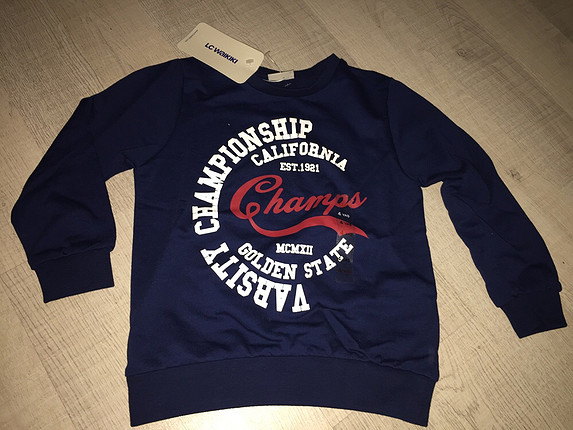 LC WAIKIKI
VARSITY CHAMPIONSHIP
CALIFORNIA
EST.1921
Champs
MCMXII
GOLDEN STATE